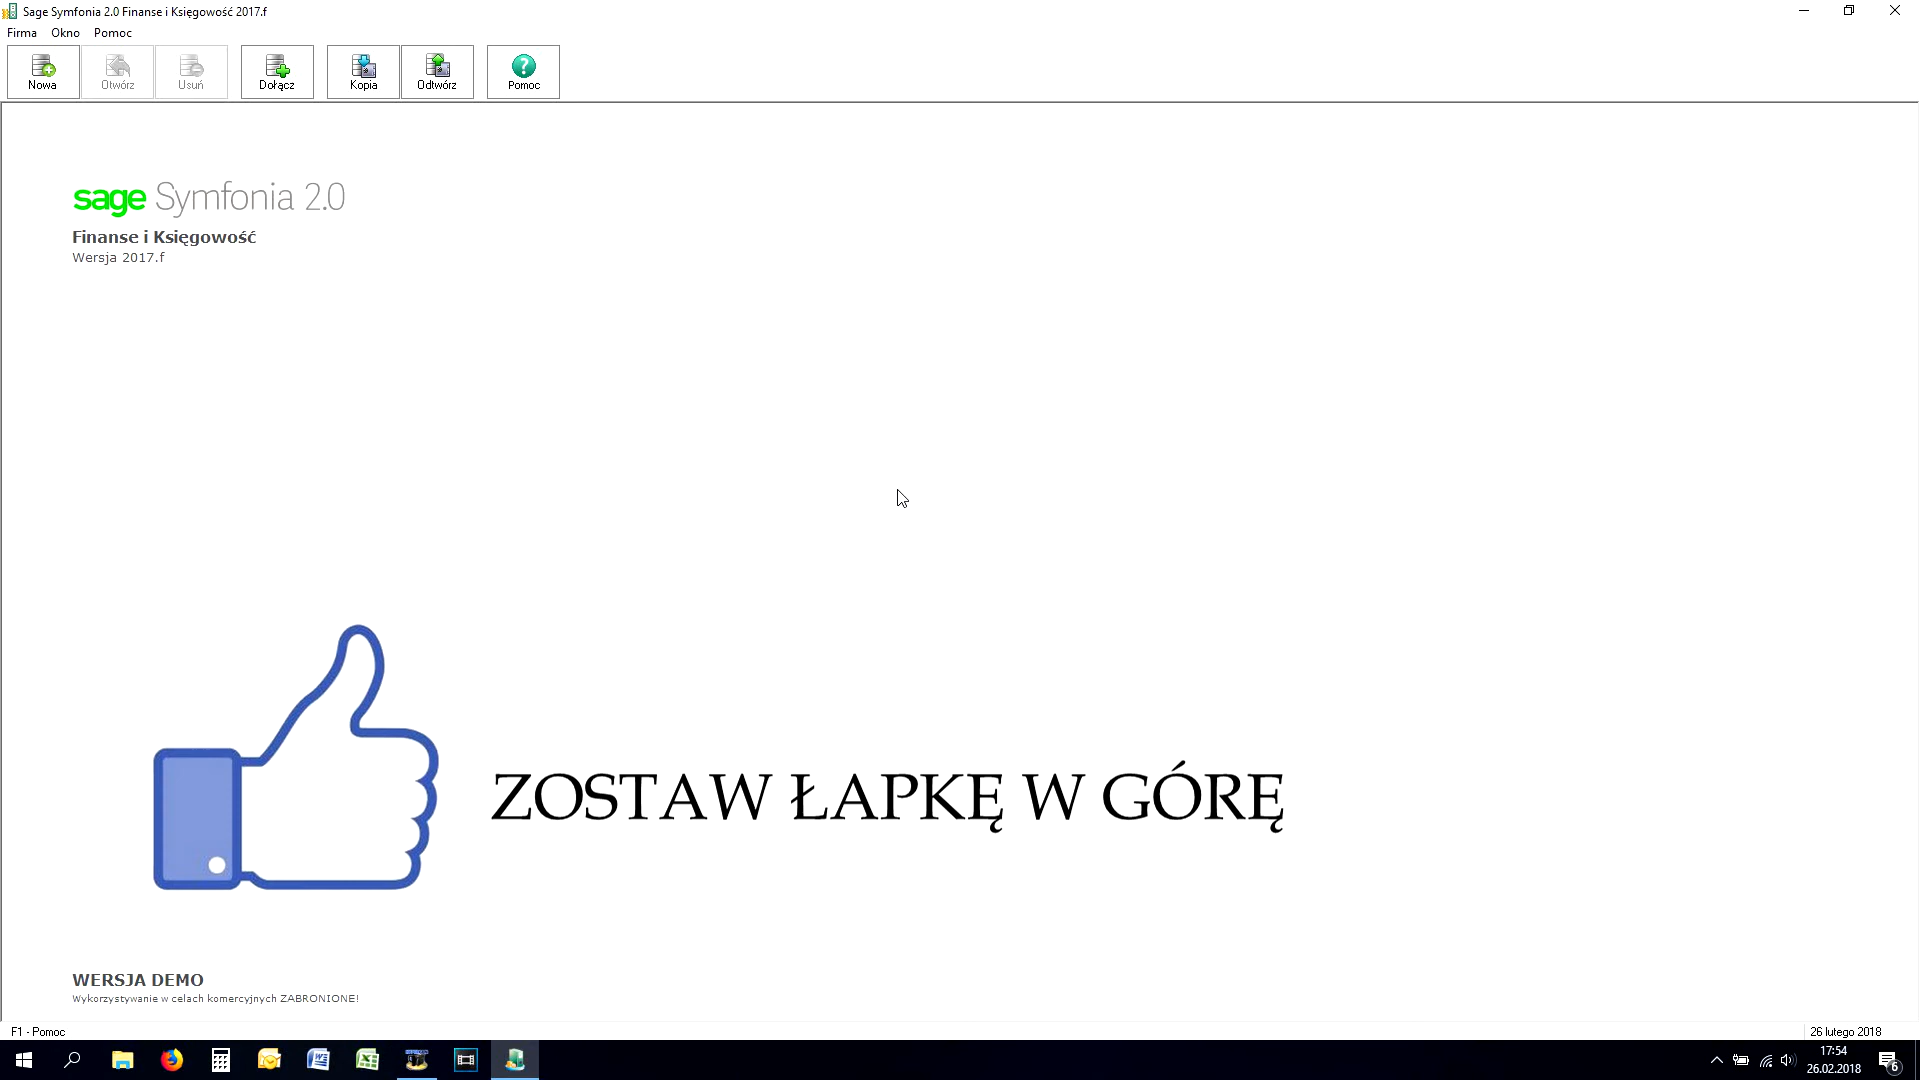 Sage Symfonia 2.0 Finanse i Księgowość 2017.f
Firma Okno Pomoc
Nowa Otwórz Usuń Dołącz Kopia Odtwórz Pomoc
sage Symfonia 2.0
Finanse i Księgowość
Wersja 2017.f
ZOSTAW ŁAPKĘ W GÓRĘ
WERSJA DEMO
Wykorzystywanie w celach komercyjnych ZABRONIONE!
F1 - Pomoc
26 lutego 2018
17:54
26.02.2018
6